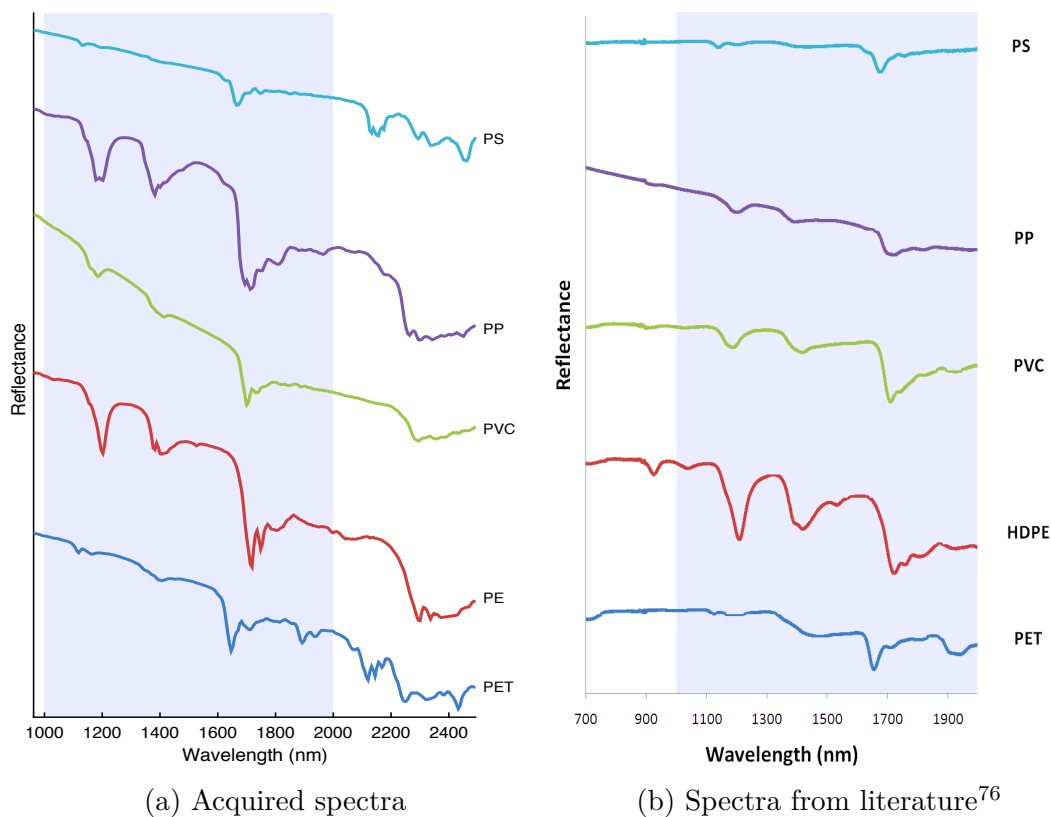 Reflectance
PS
PP
PVC
PE
PET
1000 1200 1400 1600 1800 2000 2200 2400
Wavelength (nm)
(a) Acquired spectra
Reflectance
PS
PP
PVC
HDPE
PET
700 900 1100 1300 1500 1700 1900
Wavelength (nm)
(b) Spectra from literature76